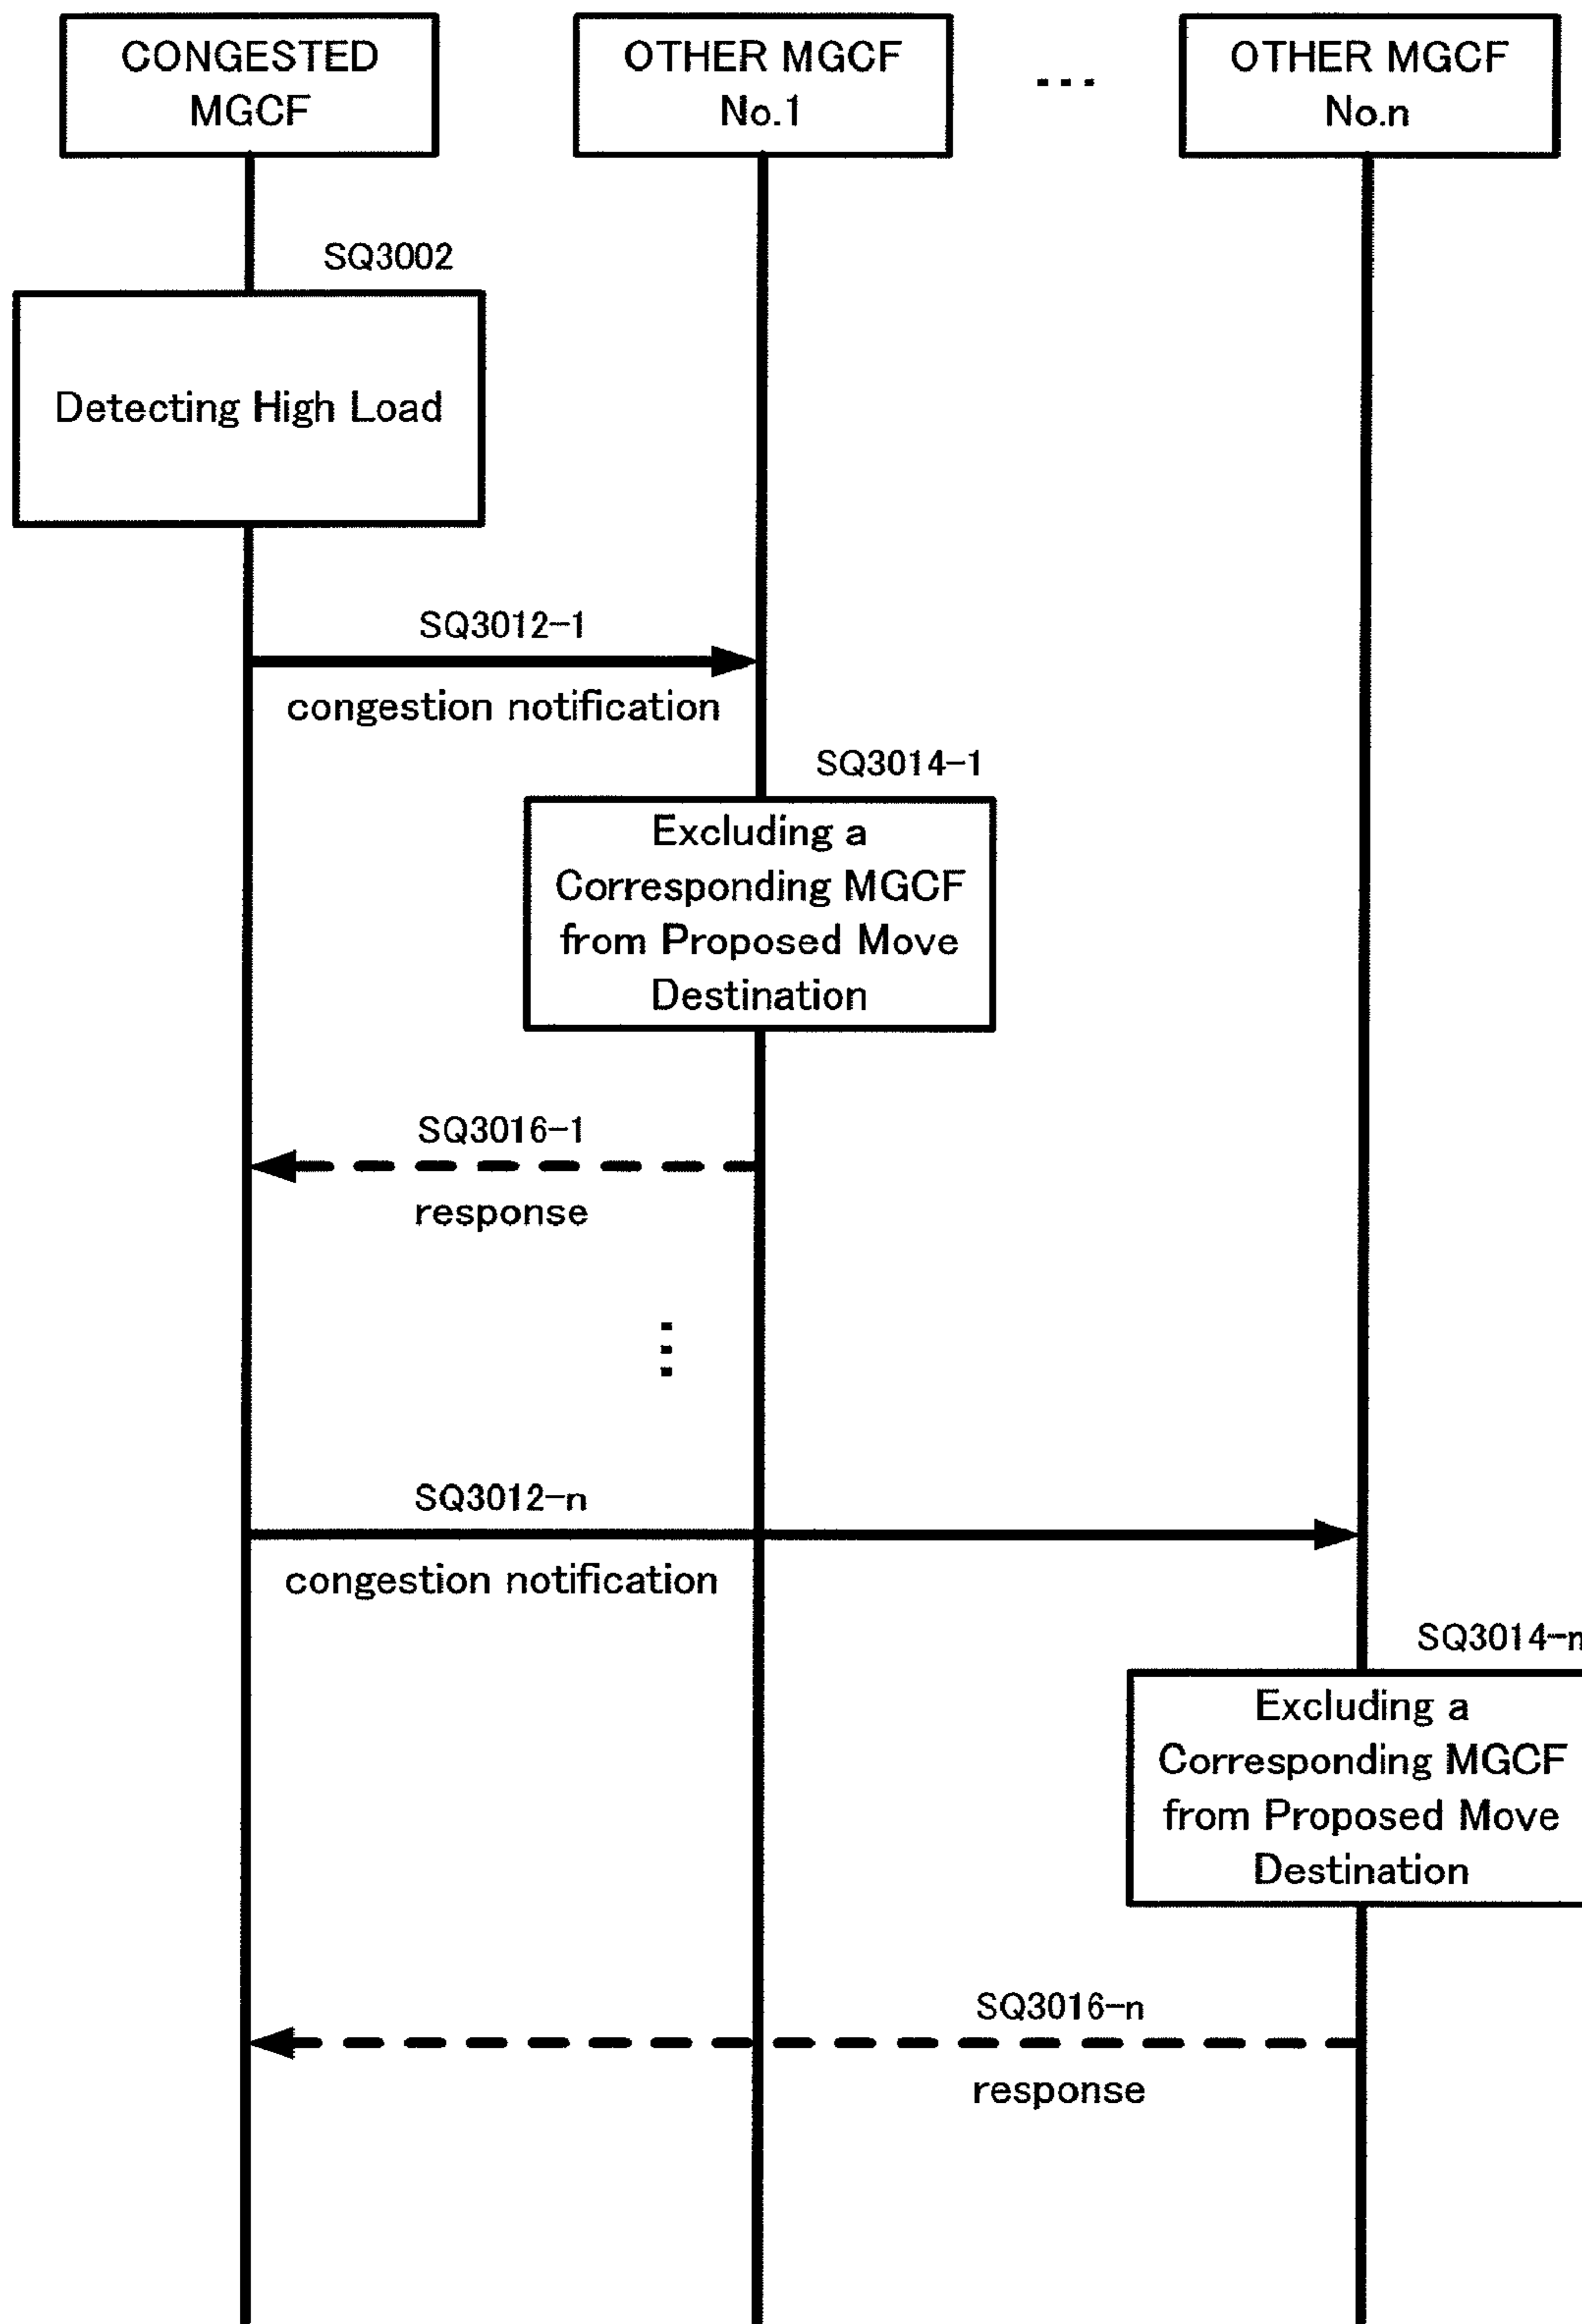 CONGESTED
MGCF
OTHER MGCF
No.1
...
OTHER MGCF
No.n
SQ3002
Detecting High Load
SQ3012-1
congestion notification
SQ3014-1
Excluding a
Corresponding MGCF
from Proposed Move
Destination
SQ3016-1
response
SQ3012-n
congestion notification
SQ3014-n
Excluding a
Corresponding MGCF
from Proposed Move
Destination
SQ3016-n
response